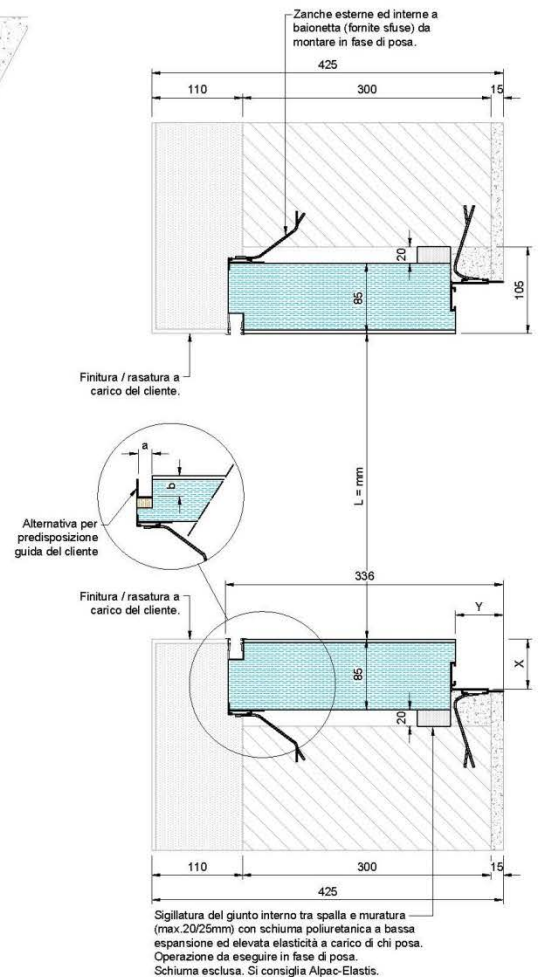 Zanche esterne ed interne a
baionetta (fornite sfuse) da
montare in fase di posa.
425
110
300
15
20
85
105
Finitura / rasatura a
carico del cliente.
a
b
L = mm
Alternativa per
predisposizione
guida del cliente
336
Finitura / rasatura a
carico del cliente.
Y
X
85
20
110
300
15
425
Sigillatura del giunto interno tra spalla e muratura
(max.20/25mm) con schiuma poliuretanica a bassa
espansione ed elevata elasticità a carico di chi posa.
Operazione da eseguire in fase di posa.
Schiuma esclusa. Si consiglia Alpac-Elastis.